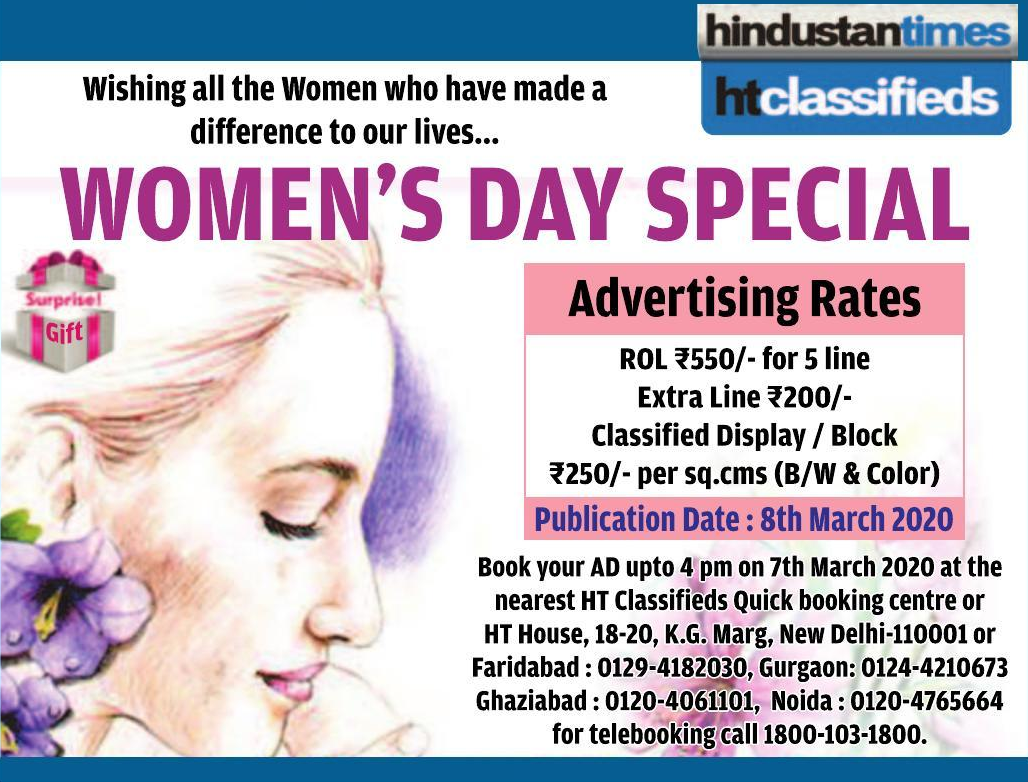 hindustantimes
htclassifieds
Wishing all the Women who have made a
difference to our lives...
WOMEN'S DAY SPECIAL
Surprise!
Gift
Advertising Rates
ROL ₹550/- for 5 line
Extra Line ₹200/-
Classified Display / Block
₹250/- per sq.cms (B/W & Color)
Publication Date : 8th March 2020
Book your AD upto 4 pm on 7th March 2020 at the
nearest HT Classifieds Quick booking centre or
HT House, 18-20, K.G. Marg, New Delhi-110001 or
Faridabad : 0129-4182030, Gurgaon: 0124-4210673
Ghaziabad : 0120-4061101, Noida : 0120-4765664
for telebooking call 1800-103-1800.